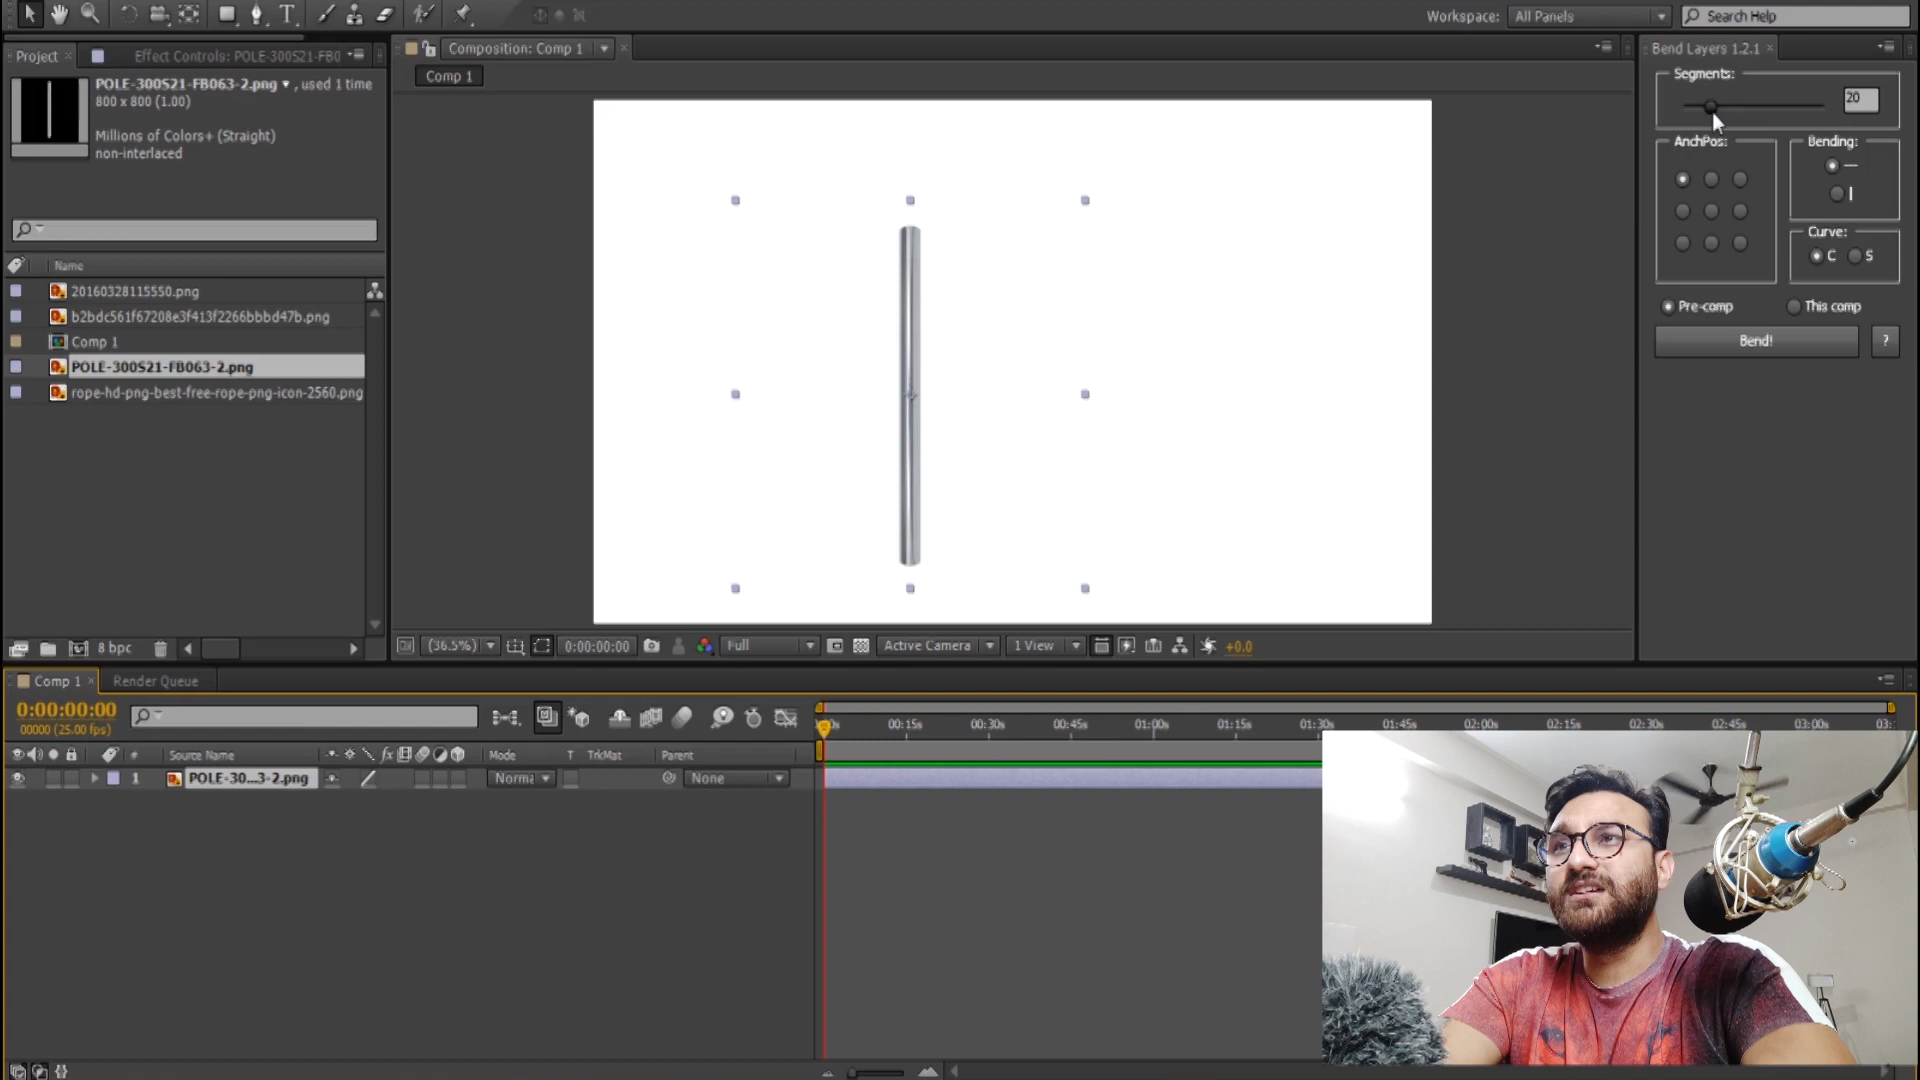 T
Workspace: All Panels
Search Help
Project × Effect Controls: POLE-300S21-FB0
Composition: Comp 1
Bend Layers 1.2.1 ×
POLE-300S21-FB063-2.png , used 1 time
800 x 800 (1.00)
Millions of Colors+ (Straight)
non-interlaced
Comp 1
Segments:
20
AnchPos:
Bending:
Curve:
C S
Pre-comp This comp
Bend! ?
Name
20160328115550.png
b2bdc561f67208e3f413f2266bbbd47b.png
Comp 1
POLE-300S21-FB063-2.png
rope-hd-png-best-free-rope-png-icon-2560.png
8 bpc
(36.5%) 0:00:00:00 Full Active Camera 1 View +0.0
Comp 1 × Render Queue
0:00:00:00
00000 (25.00 fps)
00:15s 00:30s 00:45s 01:00s 01:15s 01:30s 01:45s 02:00s 02:15s 02:30s 02:45s 03:00s 03:
# Source Name fx Mode T TrkMat Parent
1 POLE-30...3-2.png Norma None